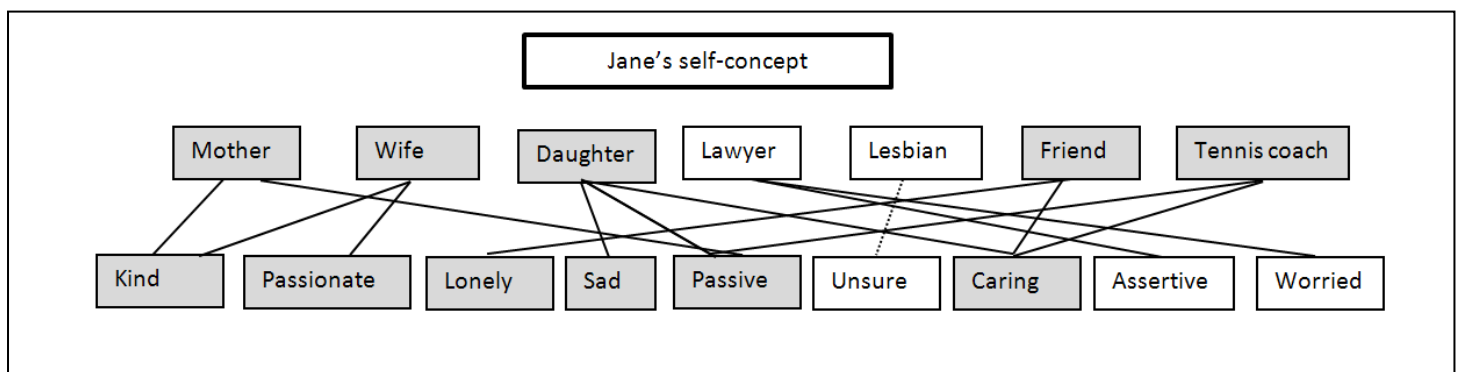 Jane’s self-concept
Mother
Wife
Daughter
Lawyer
Lesbian
Friend
Tennis coach
Kind
Passionate
Lonely
Sad
Passive
Unsure
Caring
Assertive
Worried